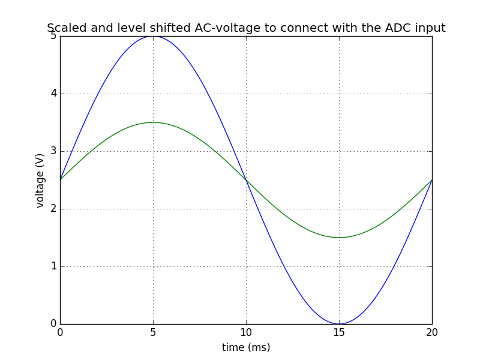 Scaled and level shifted AC-voltage to connect with the ADC input
5
4
3
2
1
0
voltage (V)
0 5 10 15 20
time (ms)